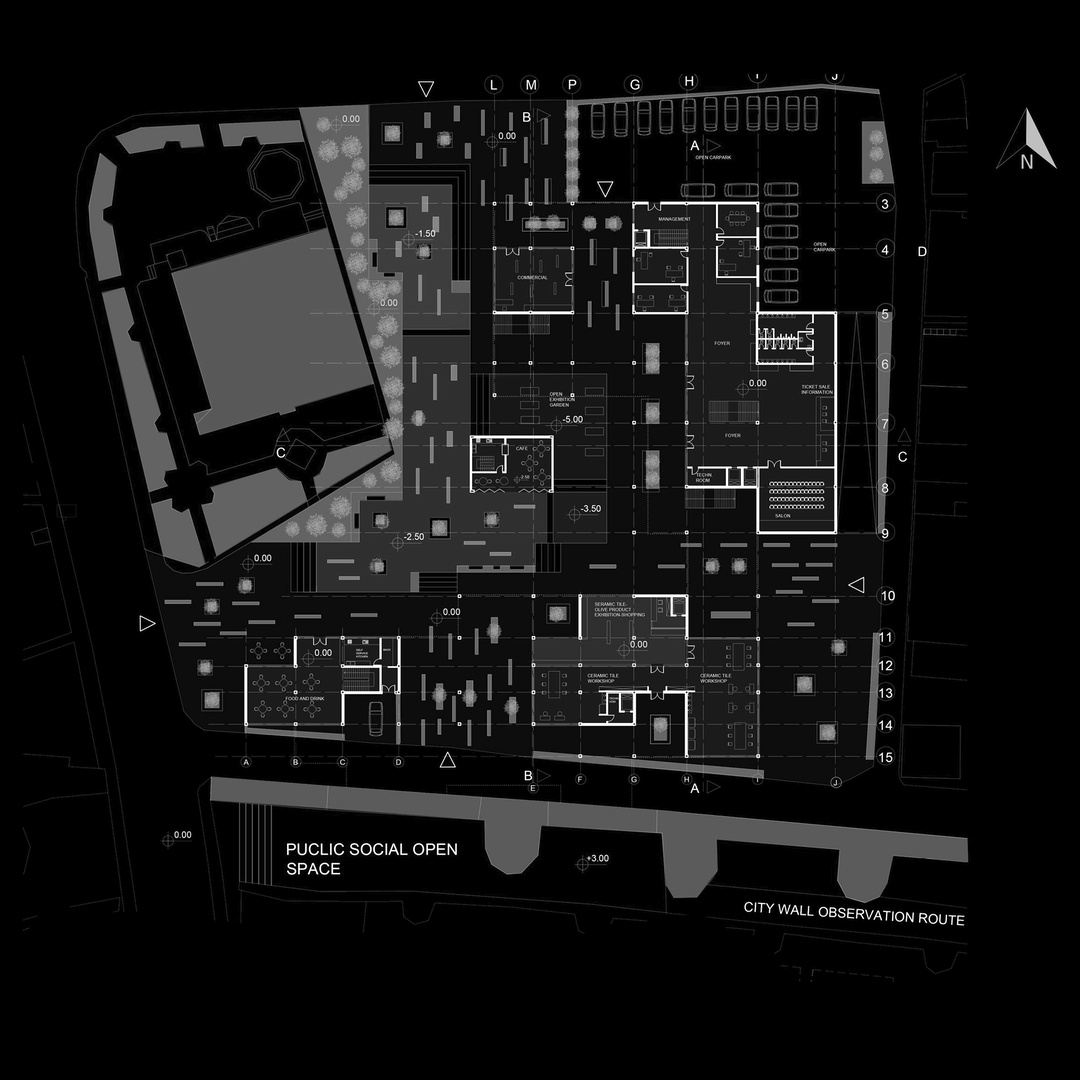 L
M
P
G
H
I
J
B
0.00
0.00
A
OPEN CARPARK
N
MANAGEMENT
3
-1.50
4
OPEN
CARPARK
D
COMMERCIAL
0.00
5
FOYER
6
0.00
TICKET SALE
INFORMATION
OPEN
EXHIBITION
GARDEN
-5.00
7
FOYER
C
CAFE
C
TECHN.
ROOM
8
-3.50
SALON
9
-2.50
0.00
10
0.00
SERAMIC TILE-
OLIVE PRODUCT
EXHIBITION-SHOPPING
11
0.00
0.00
SELF
SERVICE
KITCHEN
12
CERAMIC TILE
WORKSHOP
CERAMIC TILE
WORKSHOP
13
FOOD AND DRINK
14
15
A
B
C
D
B
E
F
G
H
I
J
A
0.00
PUCLIC SOCIAL OPEN
SPACE
+3.00
CITY WALL OBSERVATION ROUTE